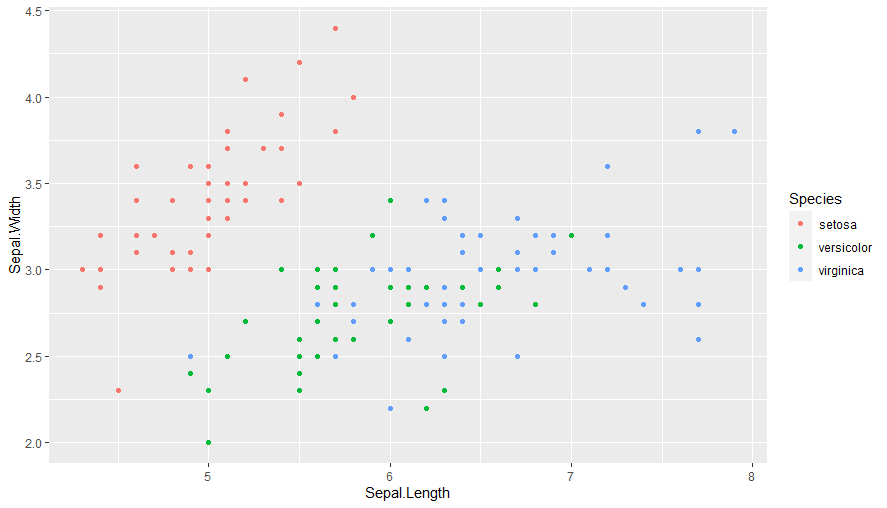 4.5
4.0
3.5
3.0
2.5
2.0
Sepal.Width
5
6
7
8
Sepal.Length
Species
setosa
versicolor
virginica